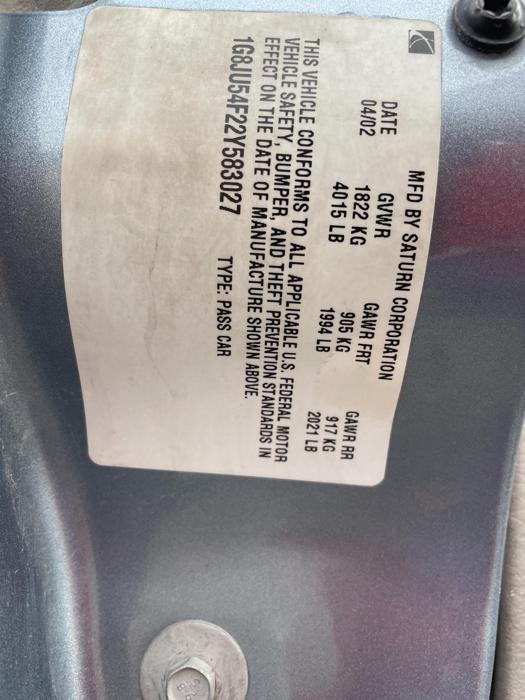 MFD BY SATURN CORPORATION
DATE GVWR GAWR FRT GAWR RR
04/02 1822 KG 905 KG 917 KG
4015 LB 1994 LB 2021 LB
THIS VEHICLE CONFORMS TO ALL APPLICABLE U.S. FEDERAL MOTOR
VEHICLE SAFETY, BUMPER, AND THEFT PREVENTION STANDARDS IN
EFFECT ON THE DATE OF MANUFACTURE SHOWN ABOVE.
1G8JU54F22Y583027 TYPE: PASS CAR